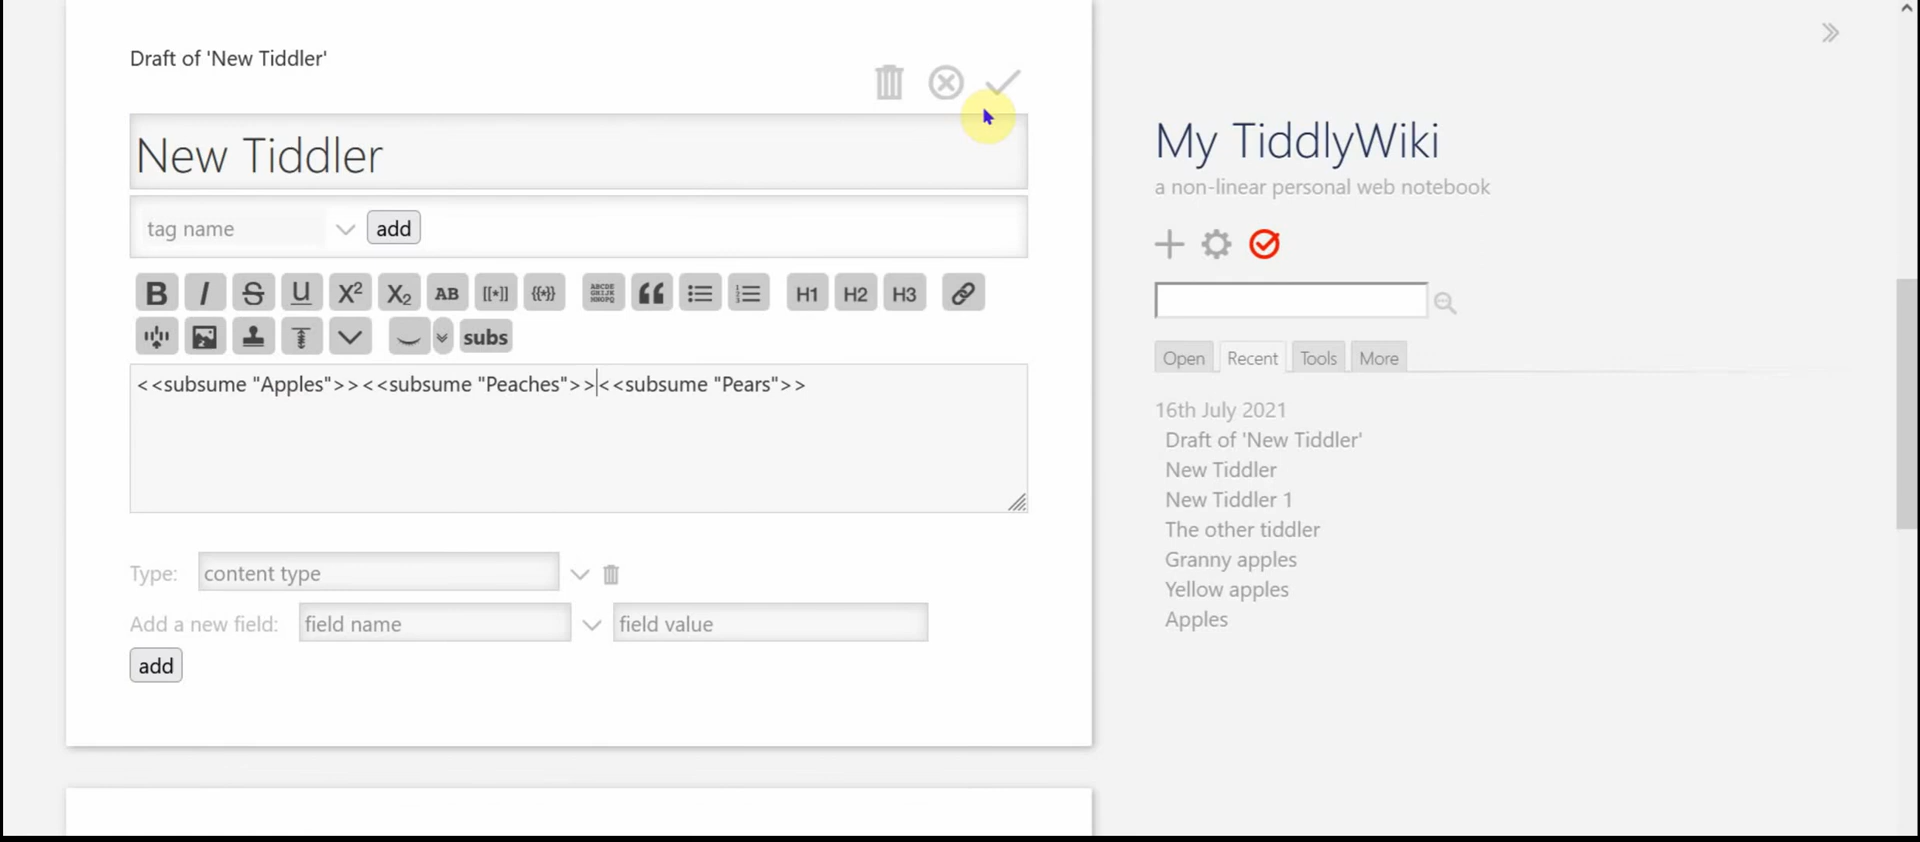 Draft of 'New Tiddler'
New Tiddler
tag name
add
B I S U X² X₂ AB [[*]] {{*}} H1 H2 H3
subs
<<subsume "Apples">><<subsume "Peaches">><<subsume "Pears">>
Type: content type
Add a new field: field name field value
add
My TiddlyWiki
a non-linear personal web notebook
Open Recent Tools More
16th July 2021
Draft of 'New Tiddler'
New Tiddler
New Tiddler 1
The other tiddler
Granny apples
Yellow apples
Apples